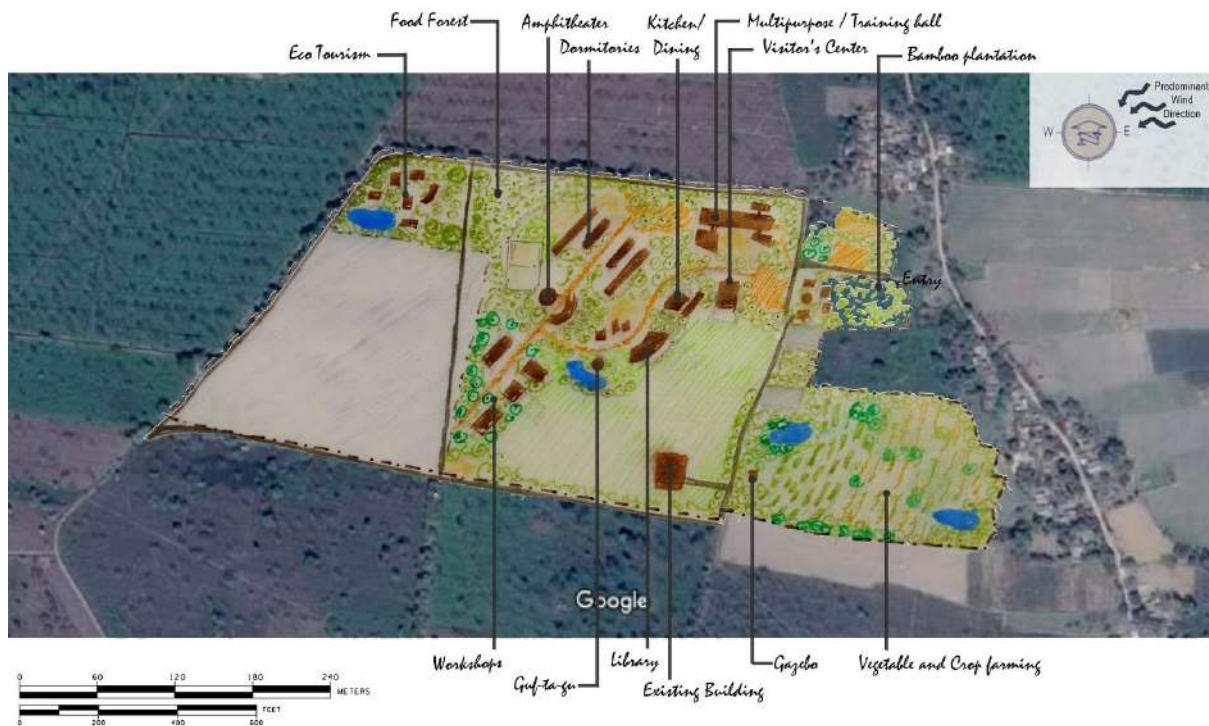 Food Forest
Amphitheater
Kitchen/
Dining
Multipurpose / Training hall
Eco Tourism
Dormitories
Visitor's Center
Bamboo plantation
Predominant
Wind
Direction
W
E
N
Entry
Google
Workshops
Guf-ta-gu
Library
Existing Building
Gazebo
Vegetable and Crop farming
0 60 120 180 240
METERS
FEET
0 200 400 600